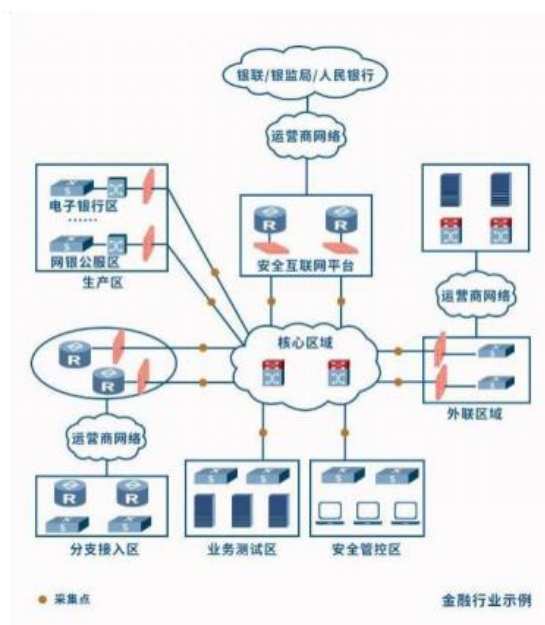 银联/银监局/人民银行
运营商网络
电子银行区
……
网银公服区
生产区
R
R
安全互联网平台
运营商网络
核心区域
外联区域
R
R
运营商网络
R
R
分支接入区
业务测试区
安全管控区
采集点
金融行业示例